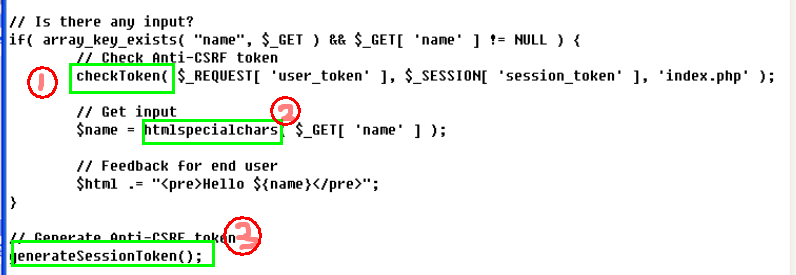 // Is there any input?
if( array_key_exists( "name", $_GET ) && $_GET[ 'name' ] != NULL ) {
// Check Anti-CSRF token
1 checkToken( $_REQUEST[ 'user_token' ], $_SESSION[ 'session_token' ], 'index.php' );
// Get input 2
$name = htmlspecialchars( $_GET[ 'name' ] );
// Feedback for end user
$html .= "<pre>Hello ${name}</pre>";
}
// Generate Anti-CSRF token 3
generateSessionToken();